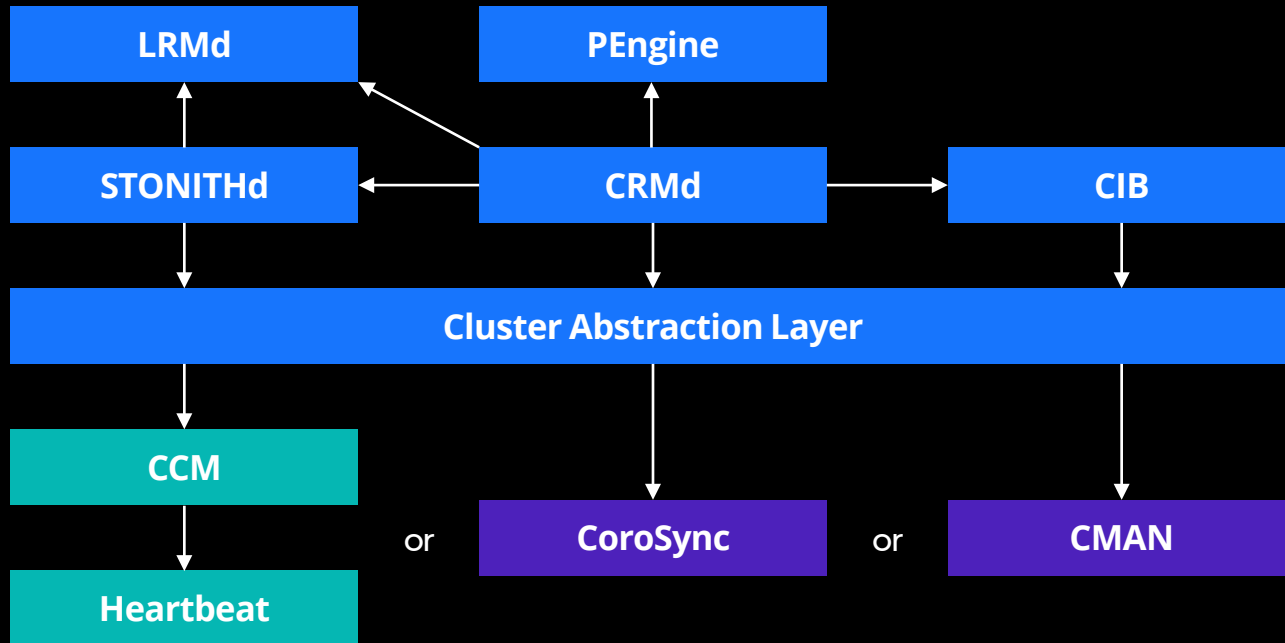 LRMd
PEngine
STONITHd
CRMd
CIB
Cluster Abstraction Layer
CCM
or
CoroSync
or
CMAN
Heartbeat